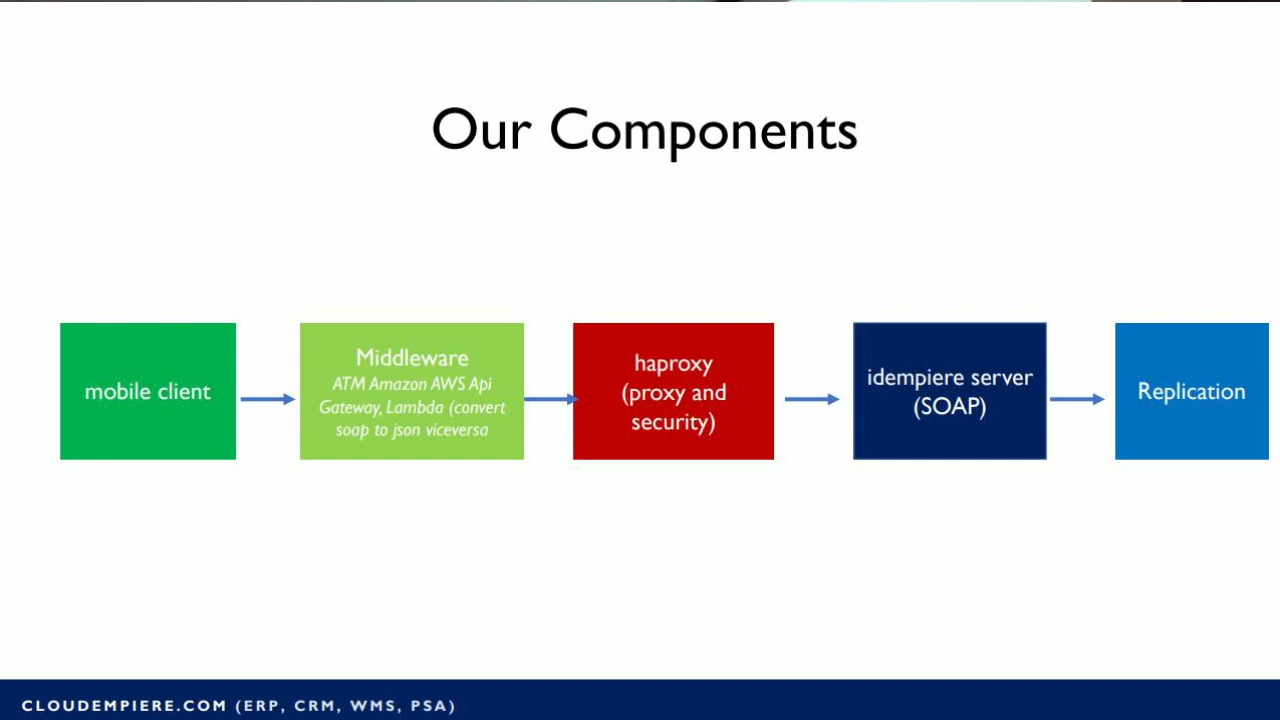 Our Components
mobile client
Middleware
ATM Amazon AWS Api
Gateway, Lambda (convert
soap to json viceversa
haproxy
(proxy and
security)
idempiere server
(SOAP)
Replication
CLOUDEMPIERE.COM (ERP, CRM, WMS, PSA)